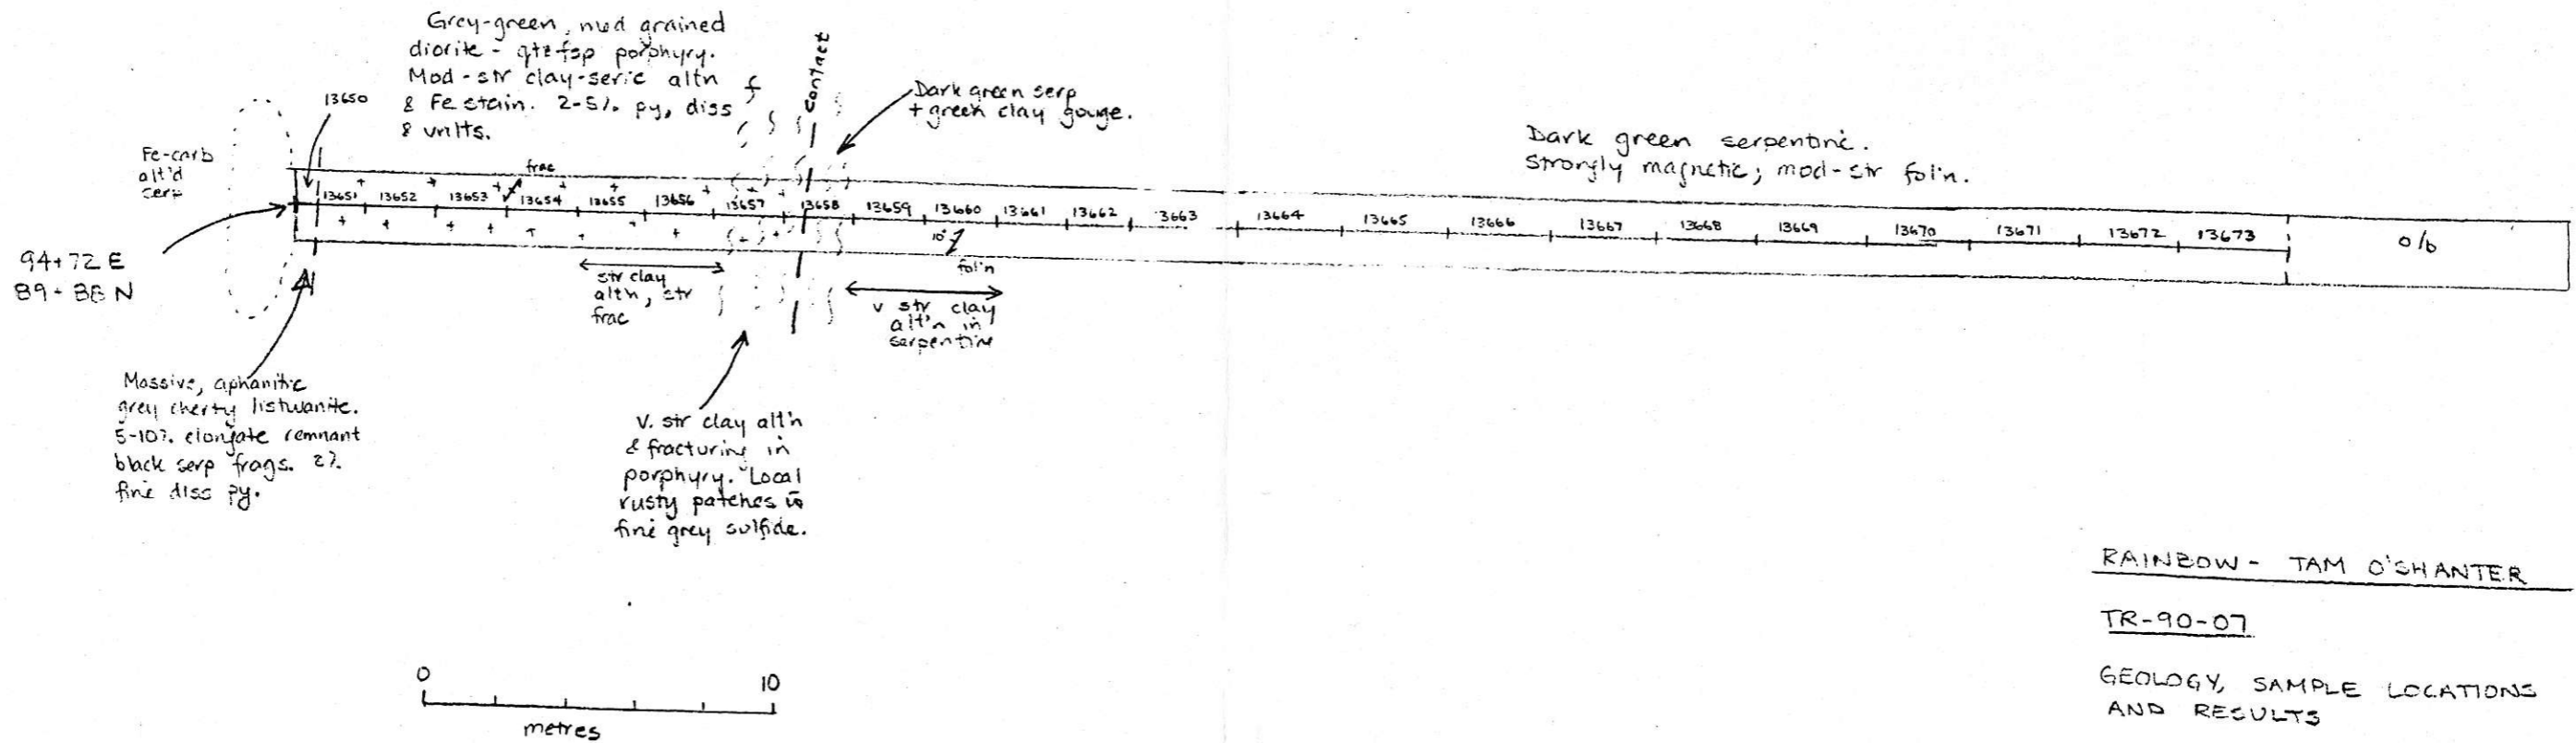 Grey-green, med grained
diorite - qtz-fsp porphyry.
Mod-str clay-seric altn
& Fe stain. 2-5% py, diss
& vnlts.
f
Contact
Dark green serp
+ green clay gouge.
Dark green serpentine.
Strongly magnetic; mod-str fol'n.
13650
Fe-carb
alt'd
serp
frac
13651 13652 13653 13654 13655 13656 13657 13658 13659 13660 13661 13662 3663 13664 13665 13666 13667 13668 13669 13670 13671 13672 13673 o/b
10°
fol'n
94+72 E
N
str clay
altn, str
frac
v str clay
alt'n in
serpentine
Massive, aphanitic
grey cherty listwanite.
5-10%. elongate remnant
black serp frags. 2%.
fine diss py.
V. str clay alt'n
& fracturing in
porphyry. Local
rusty patches w
fine grey sulfide.
0 10
metres
RAINBOW - TAM O'SHANTER
TR-90-07
GEOLOGY, SAMPLE LOCATIONS
AND RESULTS